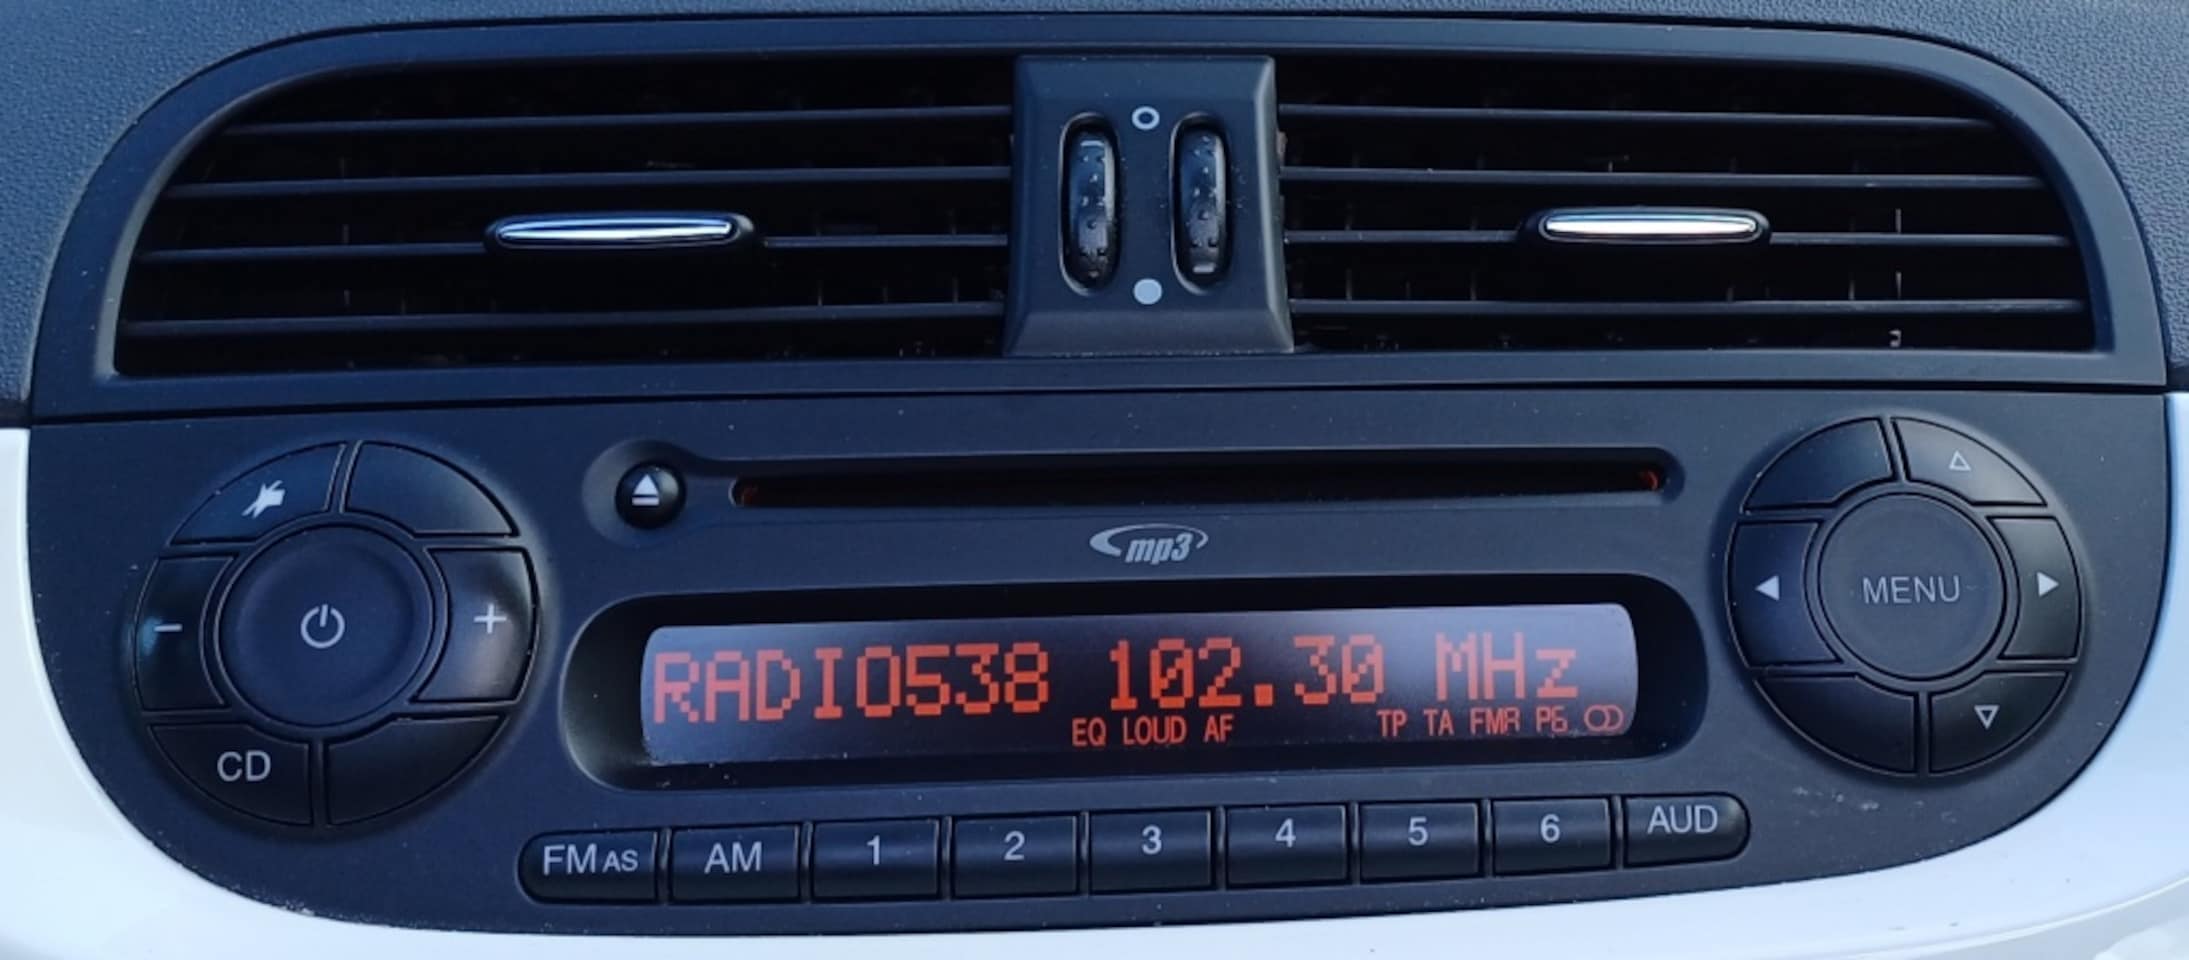 mp3
MENU
RADIO538 102.30 MHz
EQ LOUD AF TP TA FMA P6
CD
FM AS AM 1 2 3 4 5 6 AUD